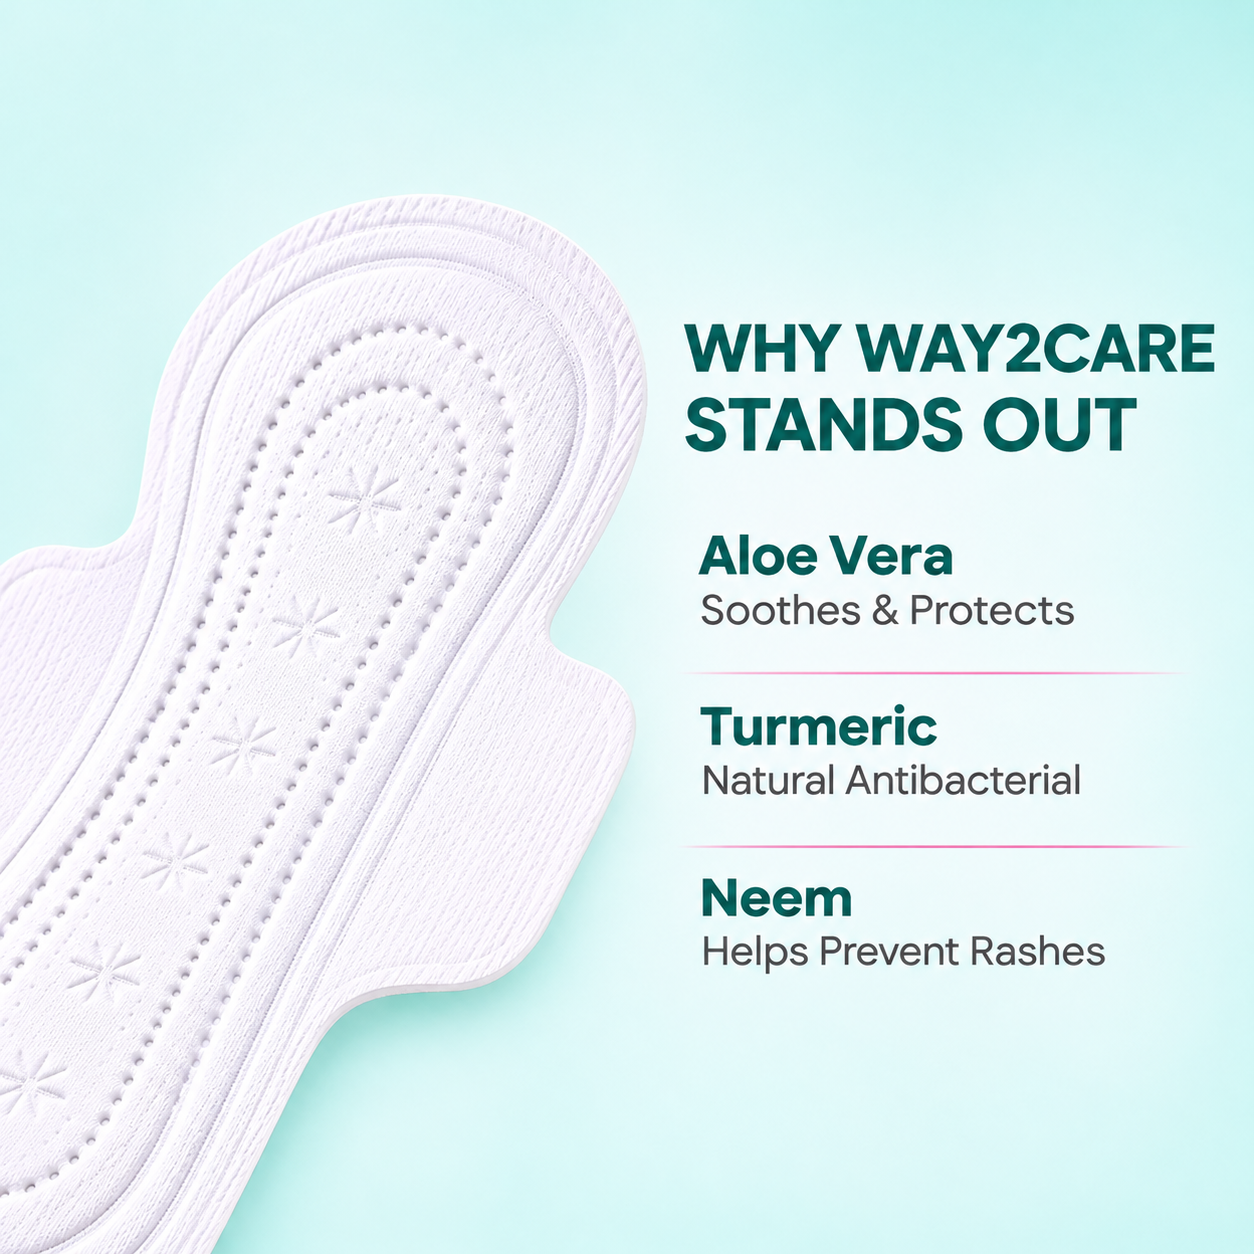 WHY WAY2CARE
STANDS OUT
Aloe Vera
Soothes & Protects
Turmeric
Natural Antibacterial
Neem
Helps Prevent Rashes